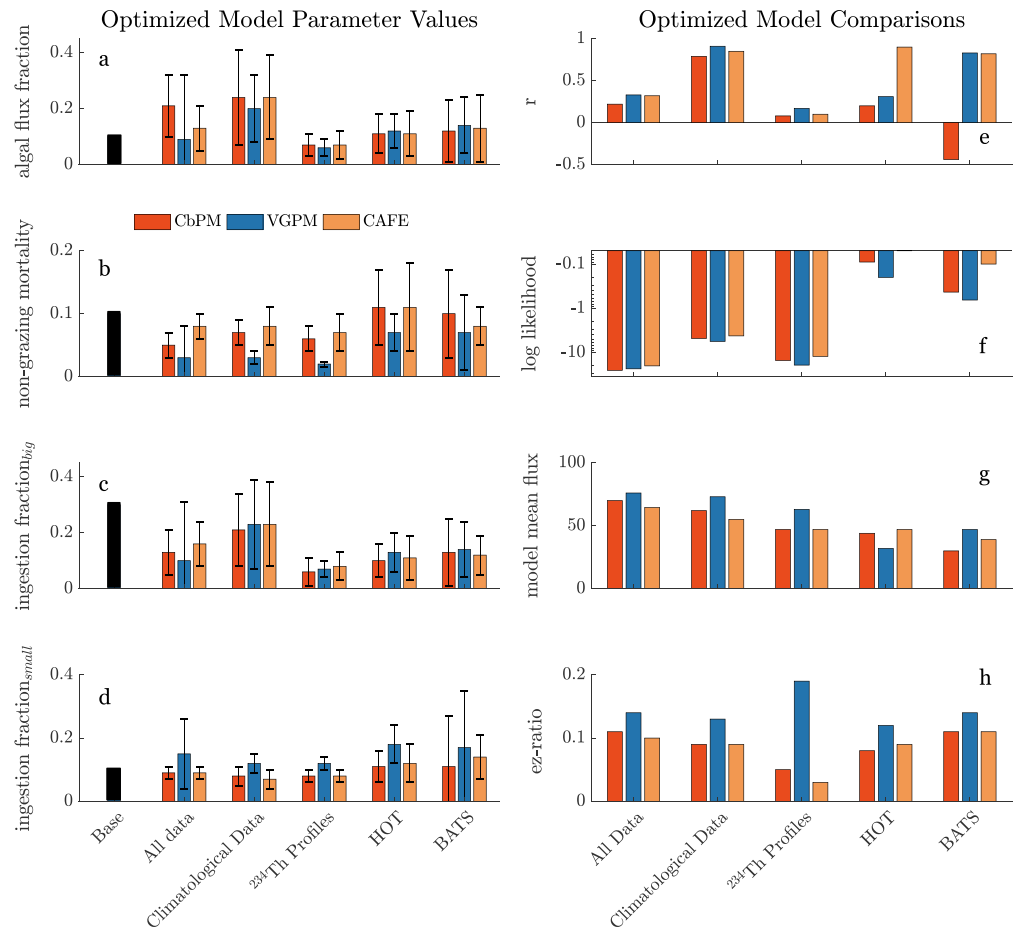 Optimized Model Parameter Values
algal flux fraction
0.4
0.2
0
a
CbPM VGPM CAFE
non-grazing mortality
0.2
0.1
0
b
ingestion fraction_big
0.4
0.2
0
c
ingestion fraction_small
0.4
0.2
0
d
Base
All data
Climatological Data
²³⁴Th Profiles
HOT
BATS
Optimized Model Comparisons
r
1
0.5
0
-0.5
e
log likelihood
-0.1
-1
-10
f
model mean flux
100
50
0
g
ez-ratio
0.2
0.1
0
h
All Data
Climatological Data
²³⁴Th Profiles
HOT
BATS